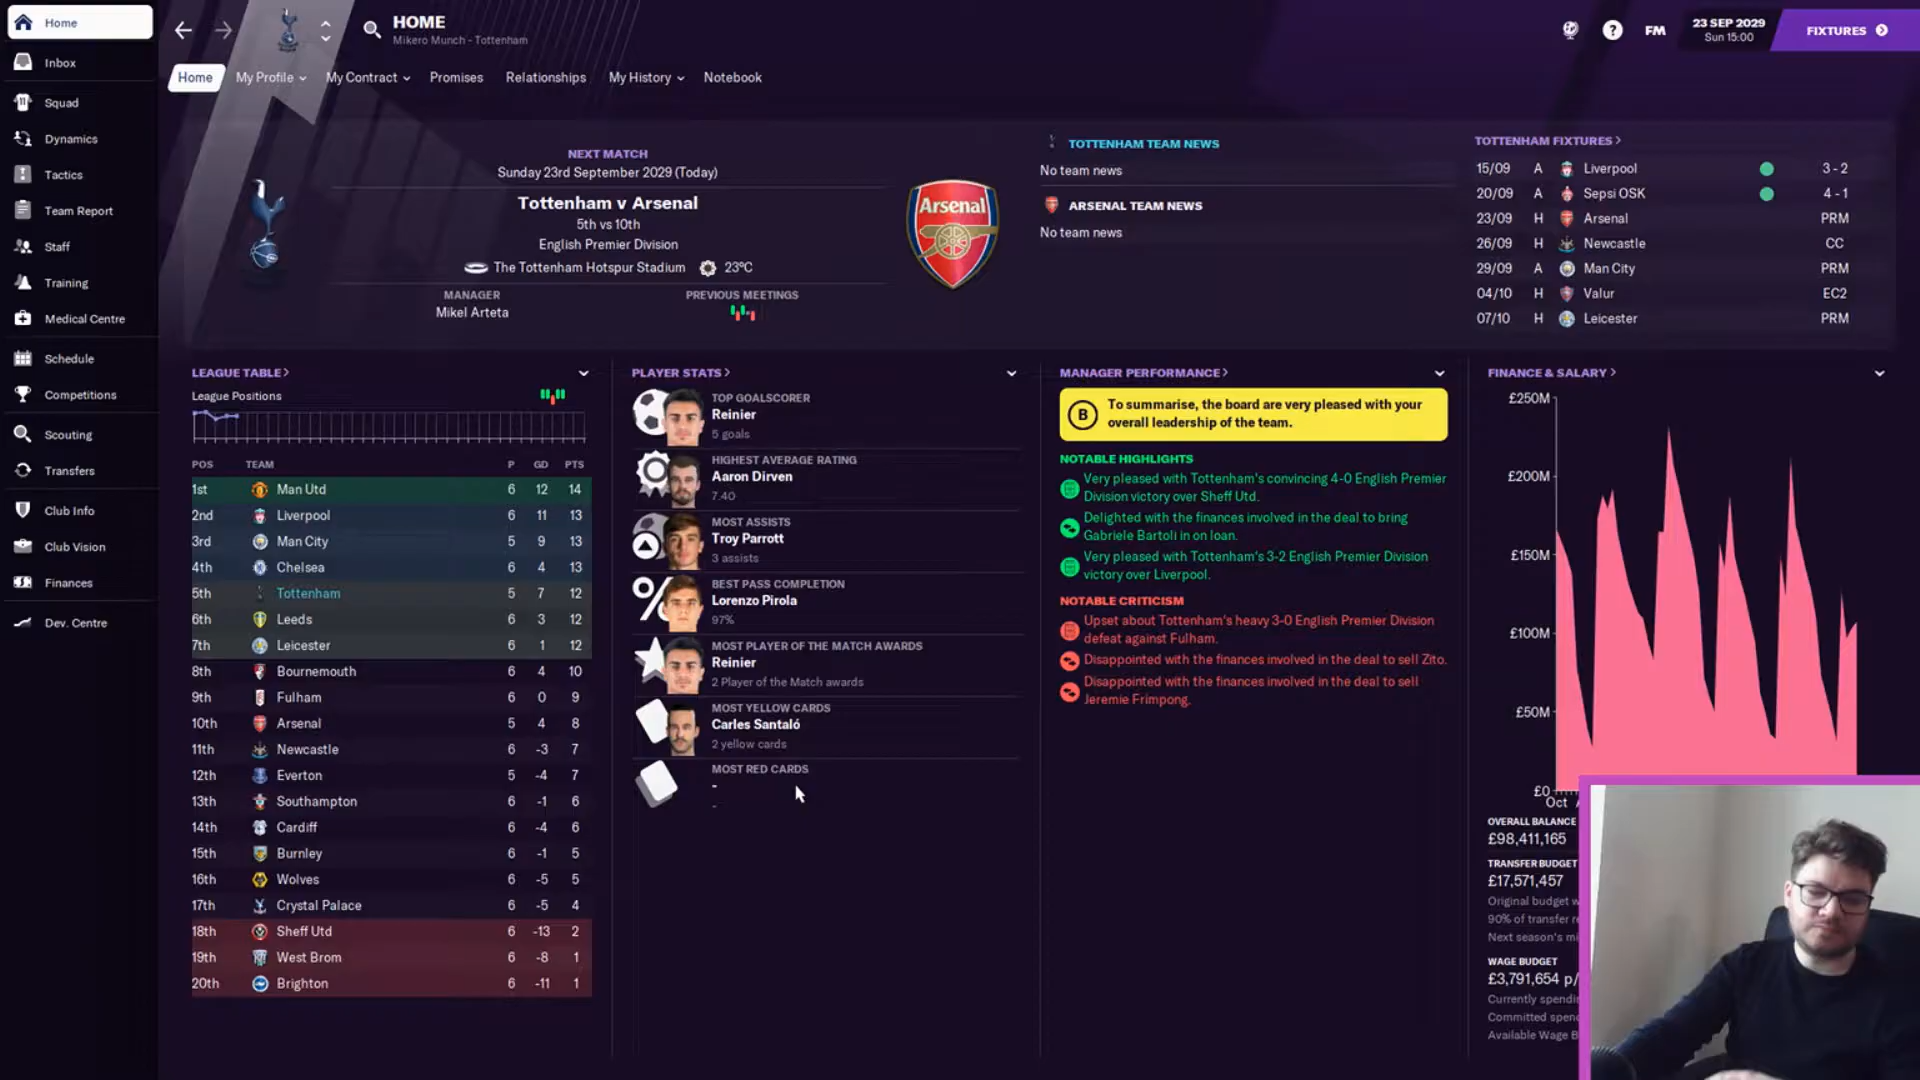 Home
Inbox
Squad
Dynamics
Tactics
Team Report
Staff
Training
Medical Centre
Schedule
Competitions
Scouting
Transfers
Club Info
Club Vision
Finances
Dev. Centre
HOME
Mikero Munch - Tottenham
? FM
23 SEP 2029
Sun 15:00
FIXTURES
Home My Profile My Contract Promises Relationships My History Notebook
NEXT MATCH
Sunday 23rd September 2029 (Today)
Tottenham v Arsenal
5th vs 10th
English Premier Division
The Tottenham Hotspur Stadium 23°C
MANAGER
Mikel Arteta
PREVIOUS MEETINGS
Arsenal
TOTTENHAM TEAM NEWS
No team news
ARSENAL TEAM NEWS
No team news
TOTTENHAM FIXTURES >
15/09 A Liverpool 3 - 2
20/09 A Sepsi OSK 4 - 1
23/09 H Arsenal PRM
26/09 H Newcastle CC
29/09 A Man City PRM
04/10 H Valur EC2
07/10 H Leicester PRM
LEAGUE TABLE >
League Positions
POS TEAM P GD PTS
1st Man Utd 6 12 14
2nd Liverpool 6 11 13
3rd Man City 5 9 13
4th Chelsea 6 4 13
5th Tottenham 5 7 12
6th Leeds 6 3 12
7th Leicester 6 1 12
8th Bournemouth 6 4 10
9th Fulham 6 0 9
10th Arsenal 5 4 8
11th Newcastle 6 -3 7
12th Everton 5 -4 7
13th Southampton 6 -1 6
14th Cardiff 6 -4 6
15th Burnley 6 -1 5
16th Wolves 6 -5 5
17th Crystal Palace 6 -5 4
18th Sheff Utd 6 -13 2
19th West Brom 6 -8 1
20th Brighton 6 -11 1
PLAYER STATS >
TOP GOALSCORER
Reinier
5 goals
HIGHEST AVERAGE RATING
Aaron Dirven
7.40
MOST ASSISTS
Troy Parrott
3 assists
BEST PASS COMPLETION
Lorenzo Pirola
97%
MOST PLAYER OF THE MATCH AWARDS
Reinier
2 Player of the Match awards
MOST YELLOW CARDS
Carles Santaló
2 yellow cards
MOST RED CARDS
-
-
MANAGER PERFORMANCE >
B
To summarise, the board are very pleased with your
overall leadership of the team.
NOTABLE HIGHLIGHTS
Very pleased with Tottenham's convincing 4-0 English Premier
Division victory over Sheff Utd.
Delighted with the finances involved in the deal to bring
Gabriele Bartoli in on loan.
Very pleased with Tottenham's 3-2 English Premier Division
victory over Liverpool.
NOTABLE CRITICISM
Upset about Tottenham's heavy 3-0 English Premier Division
defeat against Fulham.
Disappointed with the finances involved in the deal to sell Zito.
Disappointed with the finances involved in the deal to sell
Jeremie Frimpong.
FINANCE & SALARY >
£250M
£200M
£150M
£100M
£50M
£0
Oct
OVERALL BALANCE
£98,411,165
TRANSFER BUDGET
£17,571,457
Original budget
90% of transfer
Next season's
WAGE BUDGET
£3,791,654 p/
Currently
Committed
Available Wage